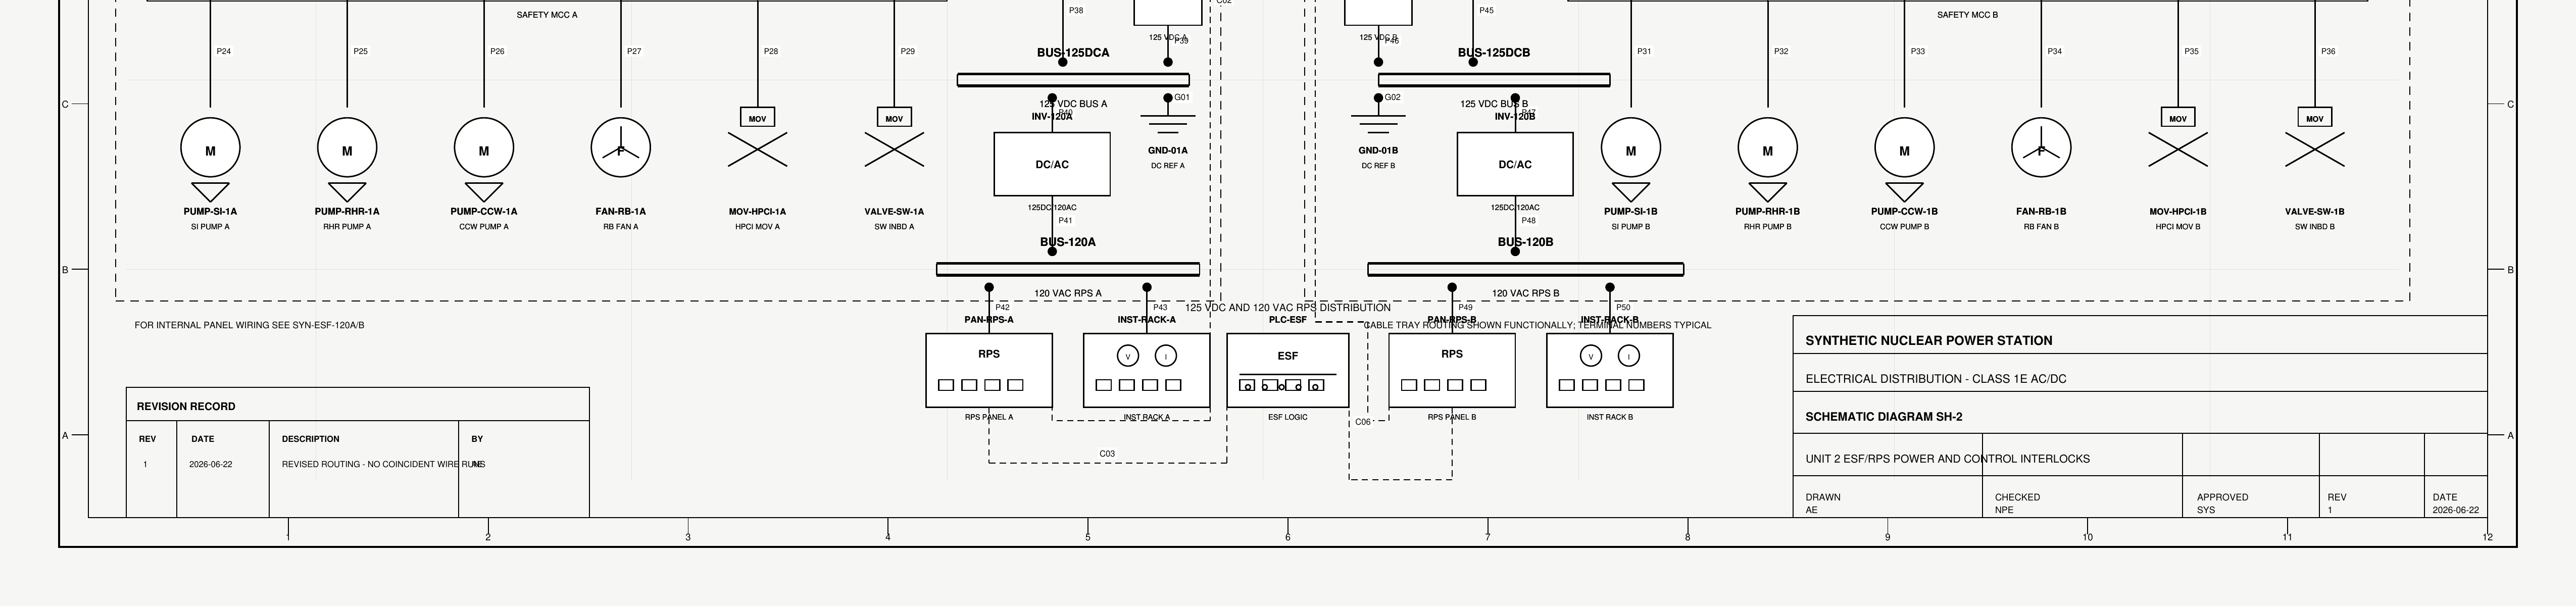 C02
P38
P45
SAFETY MCC A
SAFETY MCC B
125 VDC A
P39
125 VDC B
P46
P24
P25
P26
P27
P28
P29
BUS-125DCA
BUS-125DCB
P31
P32
P33
P34
P35
P36
C
125 VDC BUS A
G01
G02
125 VDC BUS B
C
P40
P47
INV-120A
INV-120B
MOV
MOV
MOV
MOV
M
M
M
F
DC/AC
GND-01A
GND-01B
DC/AC
M
M
M
F
DC REF A
DC REF B
125DC/120AC
125DC/120AC
PUMP-SI-1A
PUMP-RHR-1A
PUMP-CCW-1A
FAN-RB-1A
MOV-HPCI-1A
VALVE-SW-1A
PUMP-SI-1B
PUMP-RHR-1B
PUMP-CCW-1B
FAN-RB-1B
MOV-HPCI-1B
VALVE-SW-1B
SI PUMP A
RHR PUMP A
CCW PUMP A
RB FAN A
HPCI MOV A
SW INBD A
P41
P48
SI PUMP B
RHR PUMP B
CCW PUMP B
RB FAN B
HPCI MOV B
SW INBD B
BUS-120A
BUS-120B
B
B
120 VAC RPS A
120 VAC RPS B
P42
P43
125 VDC AND 120 VAC RPS DISTRIBUTION
P49
P50
PAN-RPS-A
INST-RACK-A
PLC-ESF
PAN-RPS-B
INST-RACK-B
FOR INTERNAL PANEL WIRING SEE SYN-ESF-120A/B
CABLE TRAY ROUTING SHOWN FUNCTIONALLY; TERMINAL NUMBERS TYPICAL
RPS
V
I
ESF
RPS
V
I
RPS PANEL A
INST RACK A
ESF LOGIC
RPS PANEL B
INST RACK B
C06
C03
SYNTHETIC NUCLEAR POWER STATION
ELECTRICAL DISTRIBUTION - CLASS 1E AC/DC
SCHEMATIC DIAGRAM SH-2
UNIT 2 ESF/RPS POWER AND CONTROL INTERLOCKS
DRAWN
CHECKED
APPROVED
REV
DATE
AE
NPE
SYS
1
2026-06-22
REVISION RECORD
REV
DATE
DESCRIPTION
BY
1
2026-06-22
REVISED ROUTING - NO COINCIDENT WIRE RUNS
AE
A
A
1
2
3
4
5
6
7
8
9
10
11
12